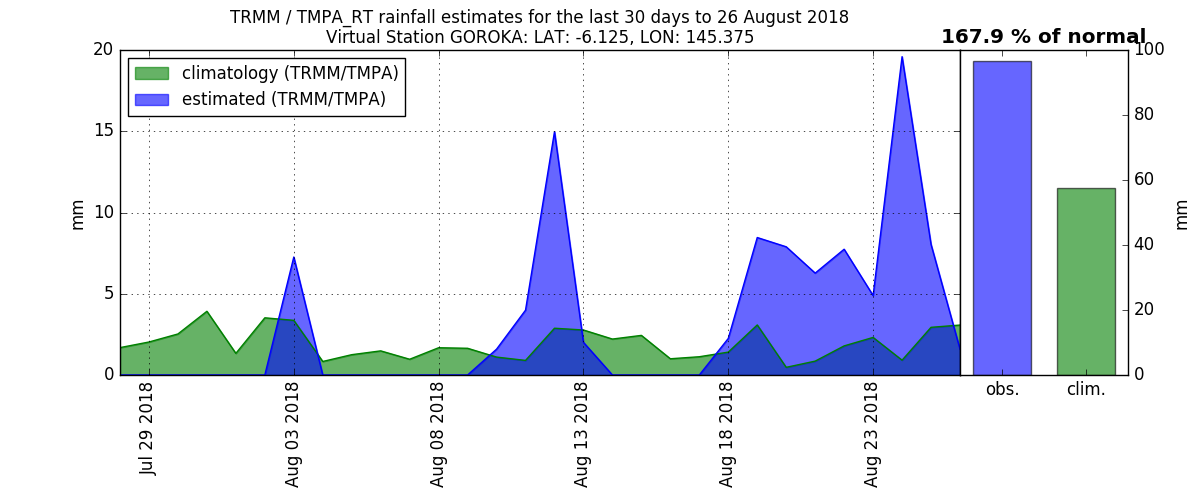 TRMM / TMPA_RT rainfall estimates for the last 30 days to 26 August 2018
Virtual Station GOROKA: LAT: -6.125, LON: 145.375
167.9 % of normal
climatology (TRMM/TMPA)
estimated (TRMM/TMPA)
20
15
10
5
0
mm
Jul 29 2018
Aug 03 2018
Aug 08 2018
Aug 13 2018
Aug 18 2018
Aug 23 2018
obs.
clim.
100
80
60
40
20
0
mm